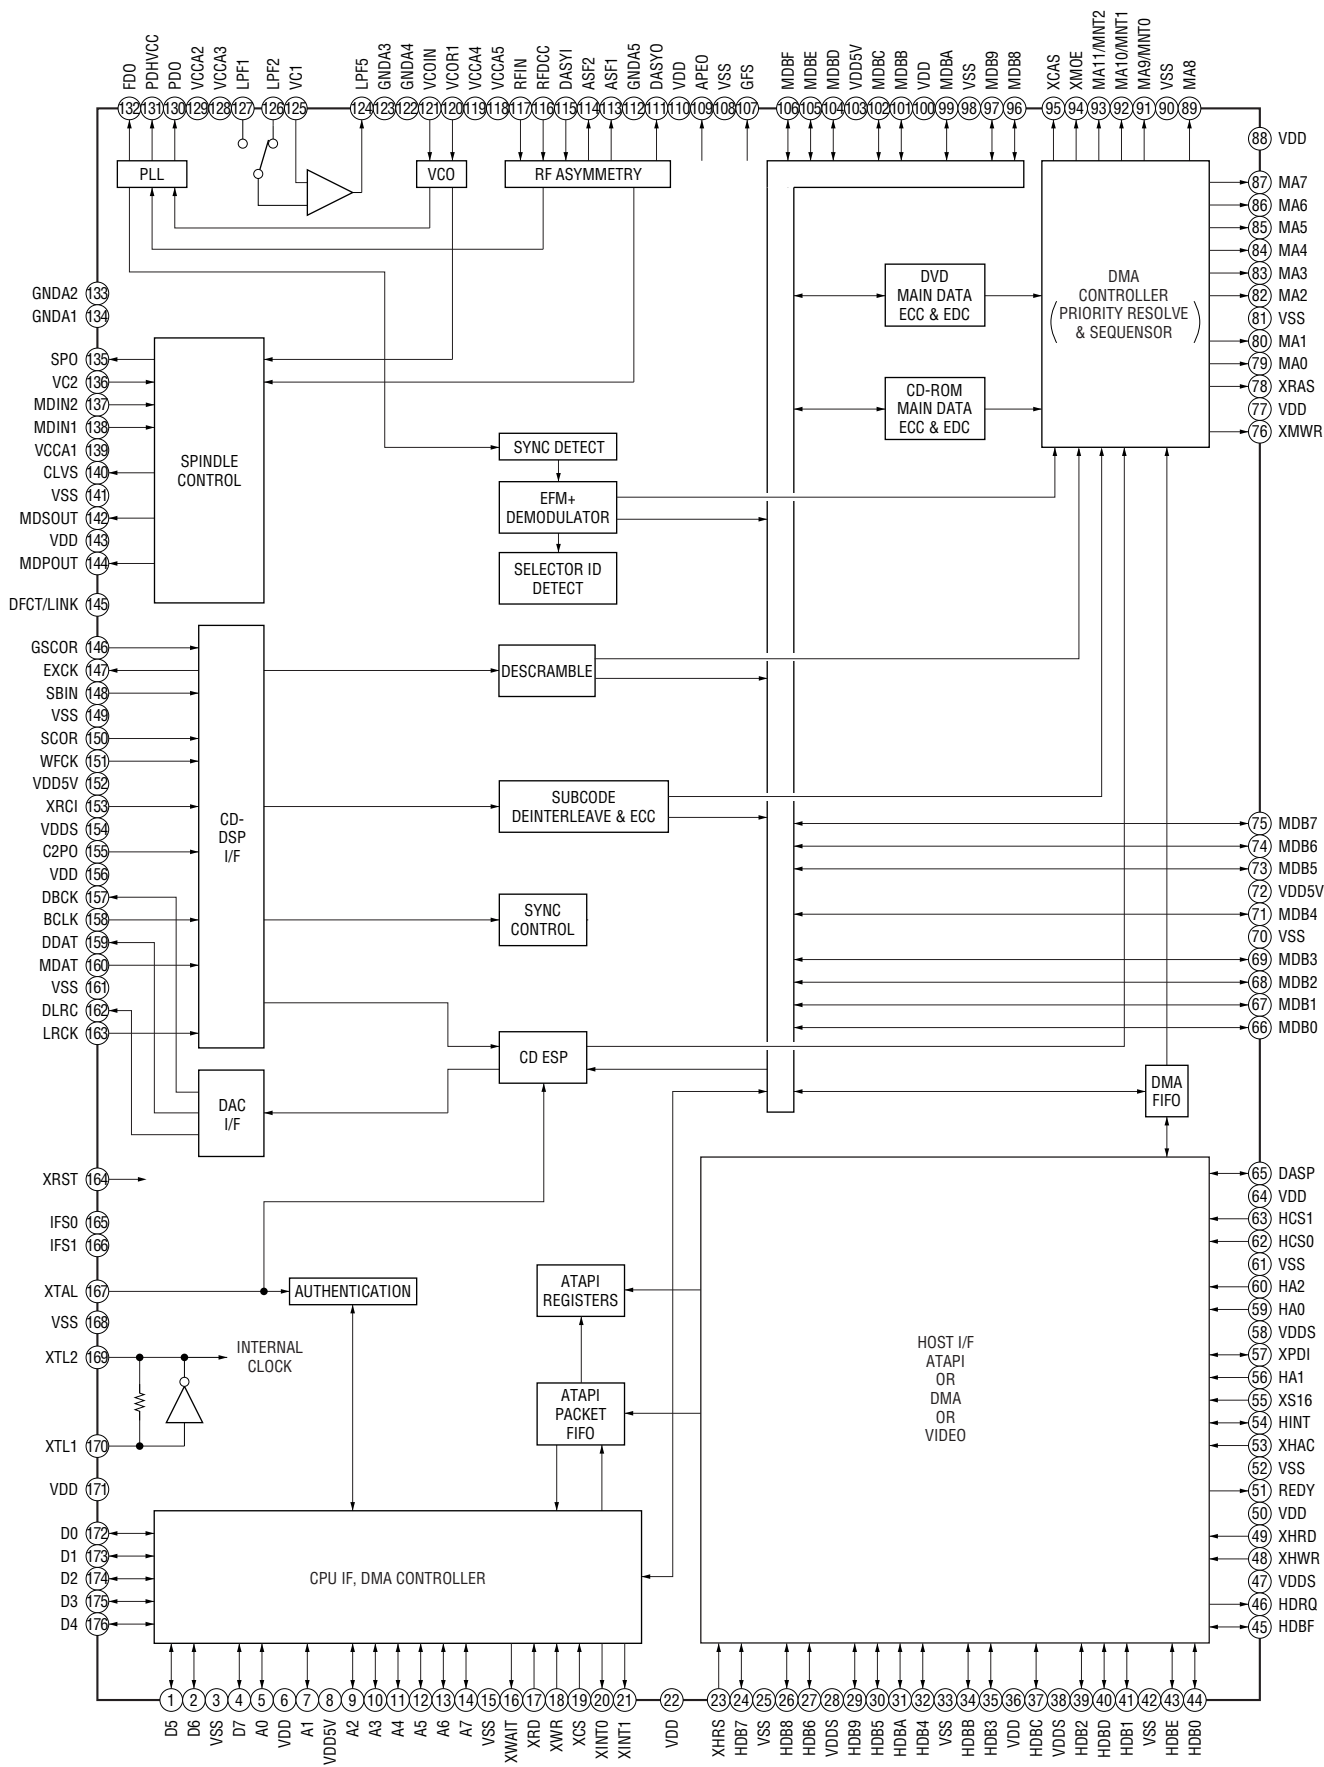 FDO
PDHVCC
PDO
VCCA2
VCCA3
LPF1
LPF2
VC1
LPF5
GNDA3
GNDA4
VCOIN
VCOR1
VCCA4
VCCA5
RFIN
RFDCC
DASYI
ASF2
ASF1
GNDA5
DASYO
VDD
APEO
VSS
GFS
MDBF
MDBE
MDBD
VDD5V
MDBC
MDBB
VDD
MDBA
VSS
MDB9
MDB8
XCAS
XMOE
MA11/MNT2
MA10/MNT1
MA9/MNT0
VSS
MA8
132 131 130 129 128 127 126 125 124 123 122 121 120 119 118 117 116 115 114 113 112 111 110 109 108 107 106 105 104 103 102 101 100 99 98 97 96 95 94 93 92 91 90 89
PLL
VCO
RF ASYMMETRY
88 VDD
87 MA7
86 MA6
85 MA5
84 MA4
83 MA3
82 MA2
81 VSS
80 MA1
79 MA0
78 XRAS
77 VDD
76 XMWR
DVD
MAIN DATA
ECC & EDC
DMA
CONTROLLER
(PRIORITY RESOLVE
& SEQUENSOR)
CD-ROM
MAIN DATA
ECC & EDC
GNDA2 133
GNDA1 134
SPO 135
VC2 136
MDIN2 137
MDIN1 138
VCCA1 139
CLVS 140
VSS 141
MDSOUT 142
VDD 143
MDPOUT 144
DFCT/LINK 145
SPINDLE
CONTROL
SYNC DETECT
EFM+
DEMODULATOR
SELECTOR ID
DETECT
GSCOR 146
EXCK 147
SBIN 148
VSS 149
SCOR 150
WFCK 151
VDD5V 152
XRCI 153
VDDS 154
C2PO 155
VDD 156
DBCK 157
BCLK 158
DDAT 159
MDAT 160
VSS 161
DLRC 162
LRCK 163
CD-
DSP
I/F
DESCRAMBLE
SUBCODE
DEINTERLEAVE & ECC
SYNC
CONTROL
CD ESP
DAC
I/F
75 MDB7
74 MDB6
73 MDB5
72 VDD5V
71 MDB4
70 VSS
69 MDB3
68 MDB2
67 MDB1
66 MDB0
DMA
FIFO
XRST 164
IFS0 165
IFS1 166
XTAL 167
VSS 168
XTL2 169
XTL1 170
VDD 171
D0 172
D1 173
D2 174
D3 175
D4 176
AUTHENTICATION
INTERNAL
CLOCK
ATAPI
REGISTERS
ATAPI
PACKET
FIFO
CPU IF, DMA CONTROLLER
HOST I/F
ATAPI
OR
DMA
OR
VIDEO
65 DASP
64 VDD
63 HCS1
62 HCS0
61 VSS
60 HA2
59 HA0
58 VDDS
57 XPDI
56 HA1
55 XS16
54 HINT
53 XHAC
52 VSS
51 REDY
50 VDD
49 XHRD
48 XHWR
47 VDDS
46 HDRQ
45 HDBF
1 2 3 4 5 6 7 8 9 10 11 12 13 14 15 16 17 18 19 20 21 22 23 24 25 26 27 28 29 30 31 32 33 34 35 36 37 38 39 40 41 42 43 44
D5
D6
VSS
D7
A0
VDD
A1
VDD5V
A2
A3
A4
A5
A6
A7
VSS
XWAIT
XRD
XWR
XCS
XINT0
XINT1
VDD
XHRS
HDB7
VSS
HDB8
HDB6
VDDS
HDB9
HDB5
HDBA
HDB4
VSS
HDBB
HDB3
VDD
HDBC
VDDS
HDB2
HDBD
HDB1
VSS
HDBE
HDB0